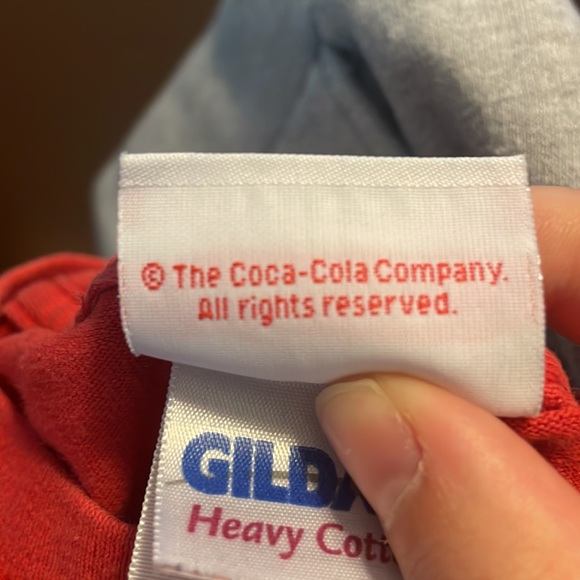 © The Coca-Cola Company.
All rights reserved.
Heavy